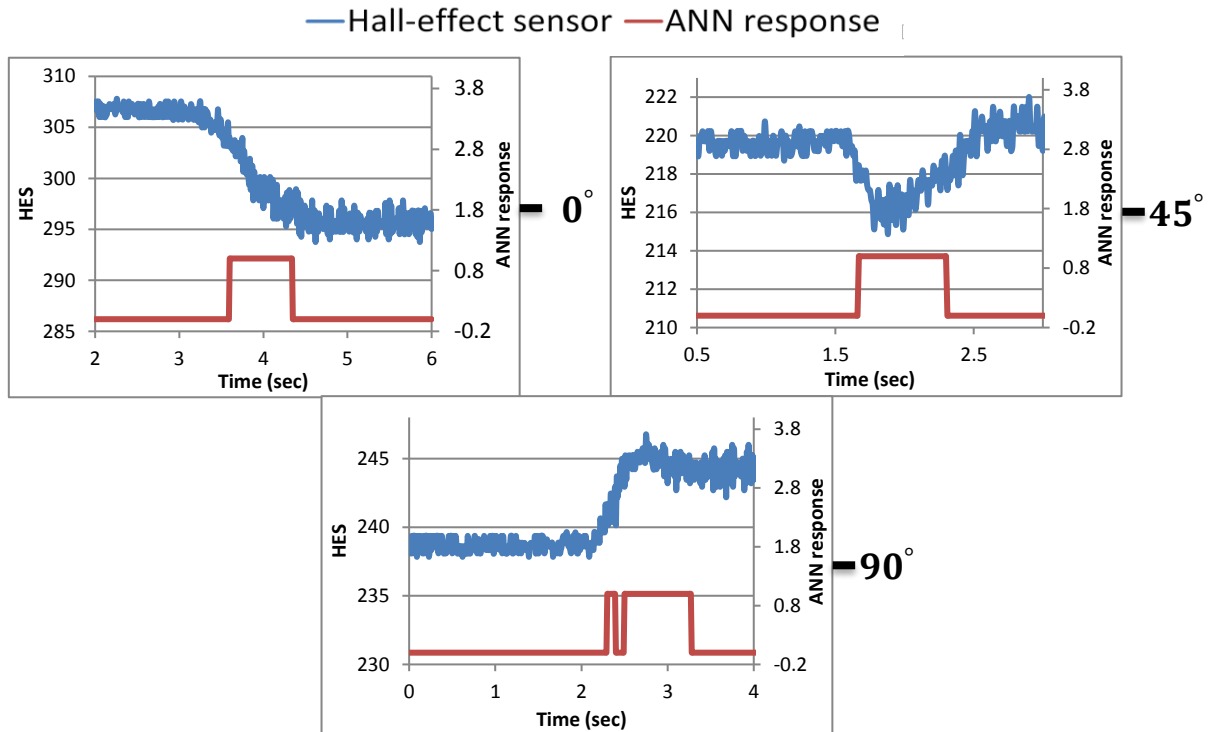 Hall-effect sensor ANN response
310
305
300
295
290
285
HES
3.8
2.8
1.8
0.8
-0.2
ANN response
2 3 4 5 6
Time (sec)
0°
222
220
218
216
214
212
210
HES
3.8
2.8
1.8
0.8
-0.2
ANN response
0.5 1.5 2.5
Time (sec)
45°
245
240
235
230
HES
3.8
2.8
1.8
0.8
-0.2
ANN response
0 1 2 3 4
Time (sec)
90°